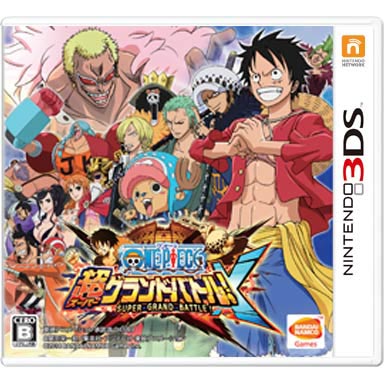 NINTENDO NETWORK
NINTENDO 3DS
ONE PIECE
超スーパーグランドバトル!X
SUPER GRAND BATTLE
CERO
B
BANDAI NAMCO
Games